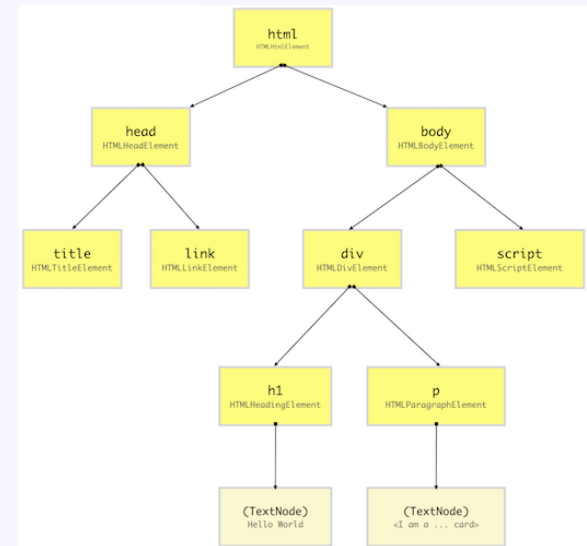 html
HTMLHtmlElement
head
HTMLHeadElement
body
HTMLBodyElement
title
HTMLTitleElement
link
HTMLLinkElement
div
HTMLDivElement
script
HTMLScriptElement
h1
HTMLHeadingElement
p
HTMLParagraphElement
(TextNode)
Hello World
(TextNode)
<I am a ... card>